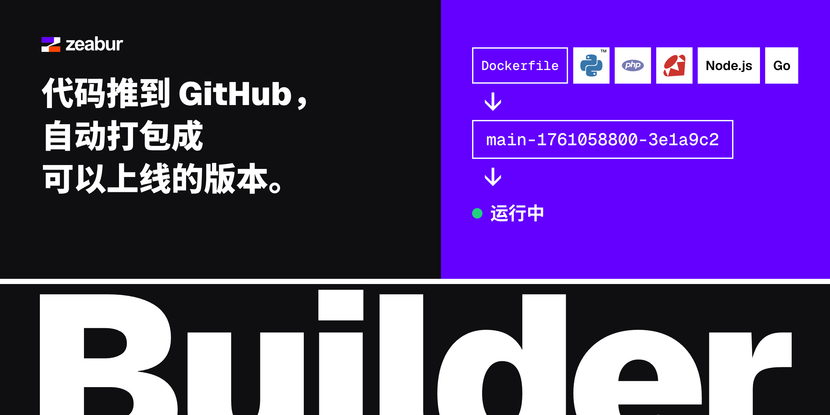 zeabur
代码推到 GitHub，
自动打包成
可以上线的版本。
Dockerfile
™
php
Node.js
Go
main-1761058800-3e1a9c2
运行中
Builder